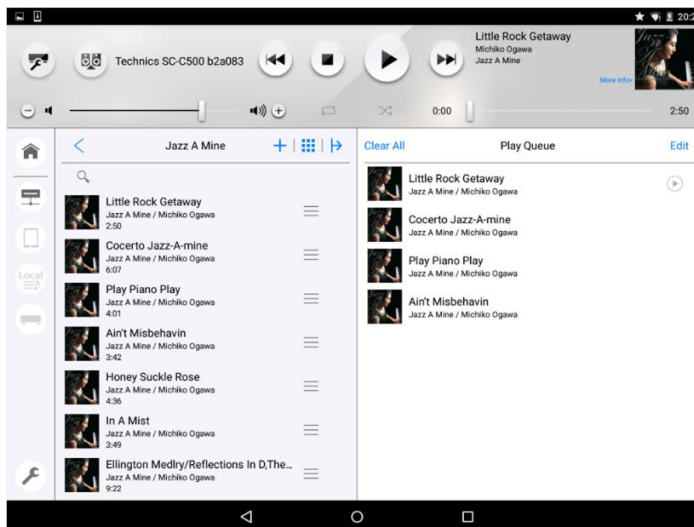 20:2
Technics SC-C500 b2a083
Little Rock Getaway
Michiko Ogawa
Jazz A Mine
More Info>
0:00
2:50
Jazz A Mine
Clear All
Play Queue
Edit
Little Rock Getaway
Jazz A Mine / Michiko Ogawa
2:50
Cocerto Jazz-A-mine
Jazz A Mine / Michiko Ogawa
6:07
Play Piano Play
Jazz A Mine / Michiko Ogawa
4:01
Ain't Misbehavin
Jazz A Mine / Michiko Ogawa
3:42
Honey Suckle Rose
Jazz A Mine / Michiko Ogawa
4:36
In A Mist
Jazz A Mine / Michiko Ogawa
3:49
Ellington Medlry/Reflections In D,The...
Jazz A Mine / Michiko Ogawa
9:22
Local
Little Rock Getaway
Jazz A Mine / Michiko Ogawa
Cocerto Jazz-A-mine
Jazz A Mine / Michiko Ogawa
Play Piano Play
Jazz A Mine / Michiko Ogawa
Ain't Misbehavin
Jazz A Mine / Michiko Ogawa